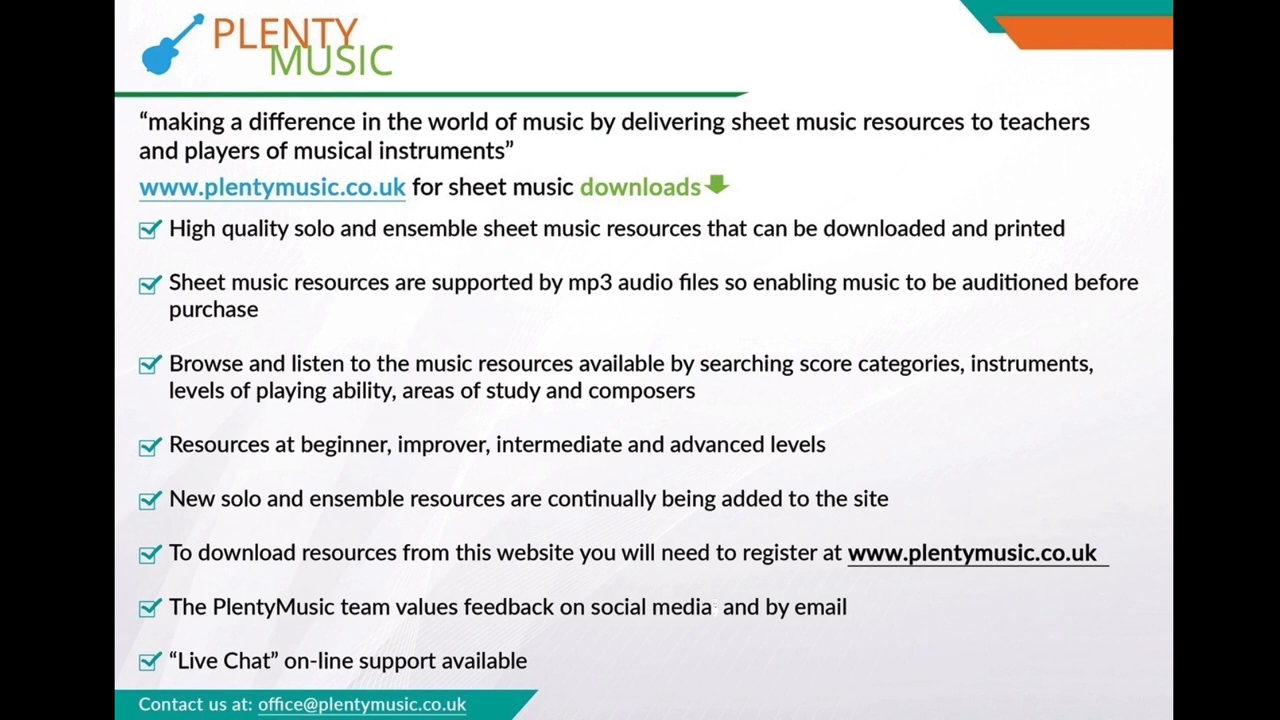 PLENTY
MUSIC
“making a difference in the world of music by delivering sheet music resources to teachers
and players of musical instruments”
www.plentymusic.co.uk for sheet music downloads
High quality solo and ensemble sheet music resources that can be downloaded and printed
Sheet music resources are supported by mp3 audio files so enabling music to be auditioned before
purchase
Browse and listen to the music resources available by searching score categories, instruments,
levels of playing ability, areas of study and composers
Resources at beginner, improver, intermediate and advanced levels
New solo and ensemble resources are continually being added to the site
To download resources from this website you will need to register at www.plentymusic.co.uk
The PlentyMusic team values feedback on social media and by email
“Live Chat” on-line support available
Contact us at: office@plentymusic.co.uk